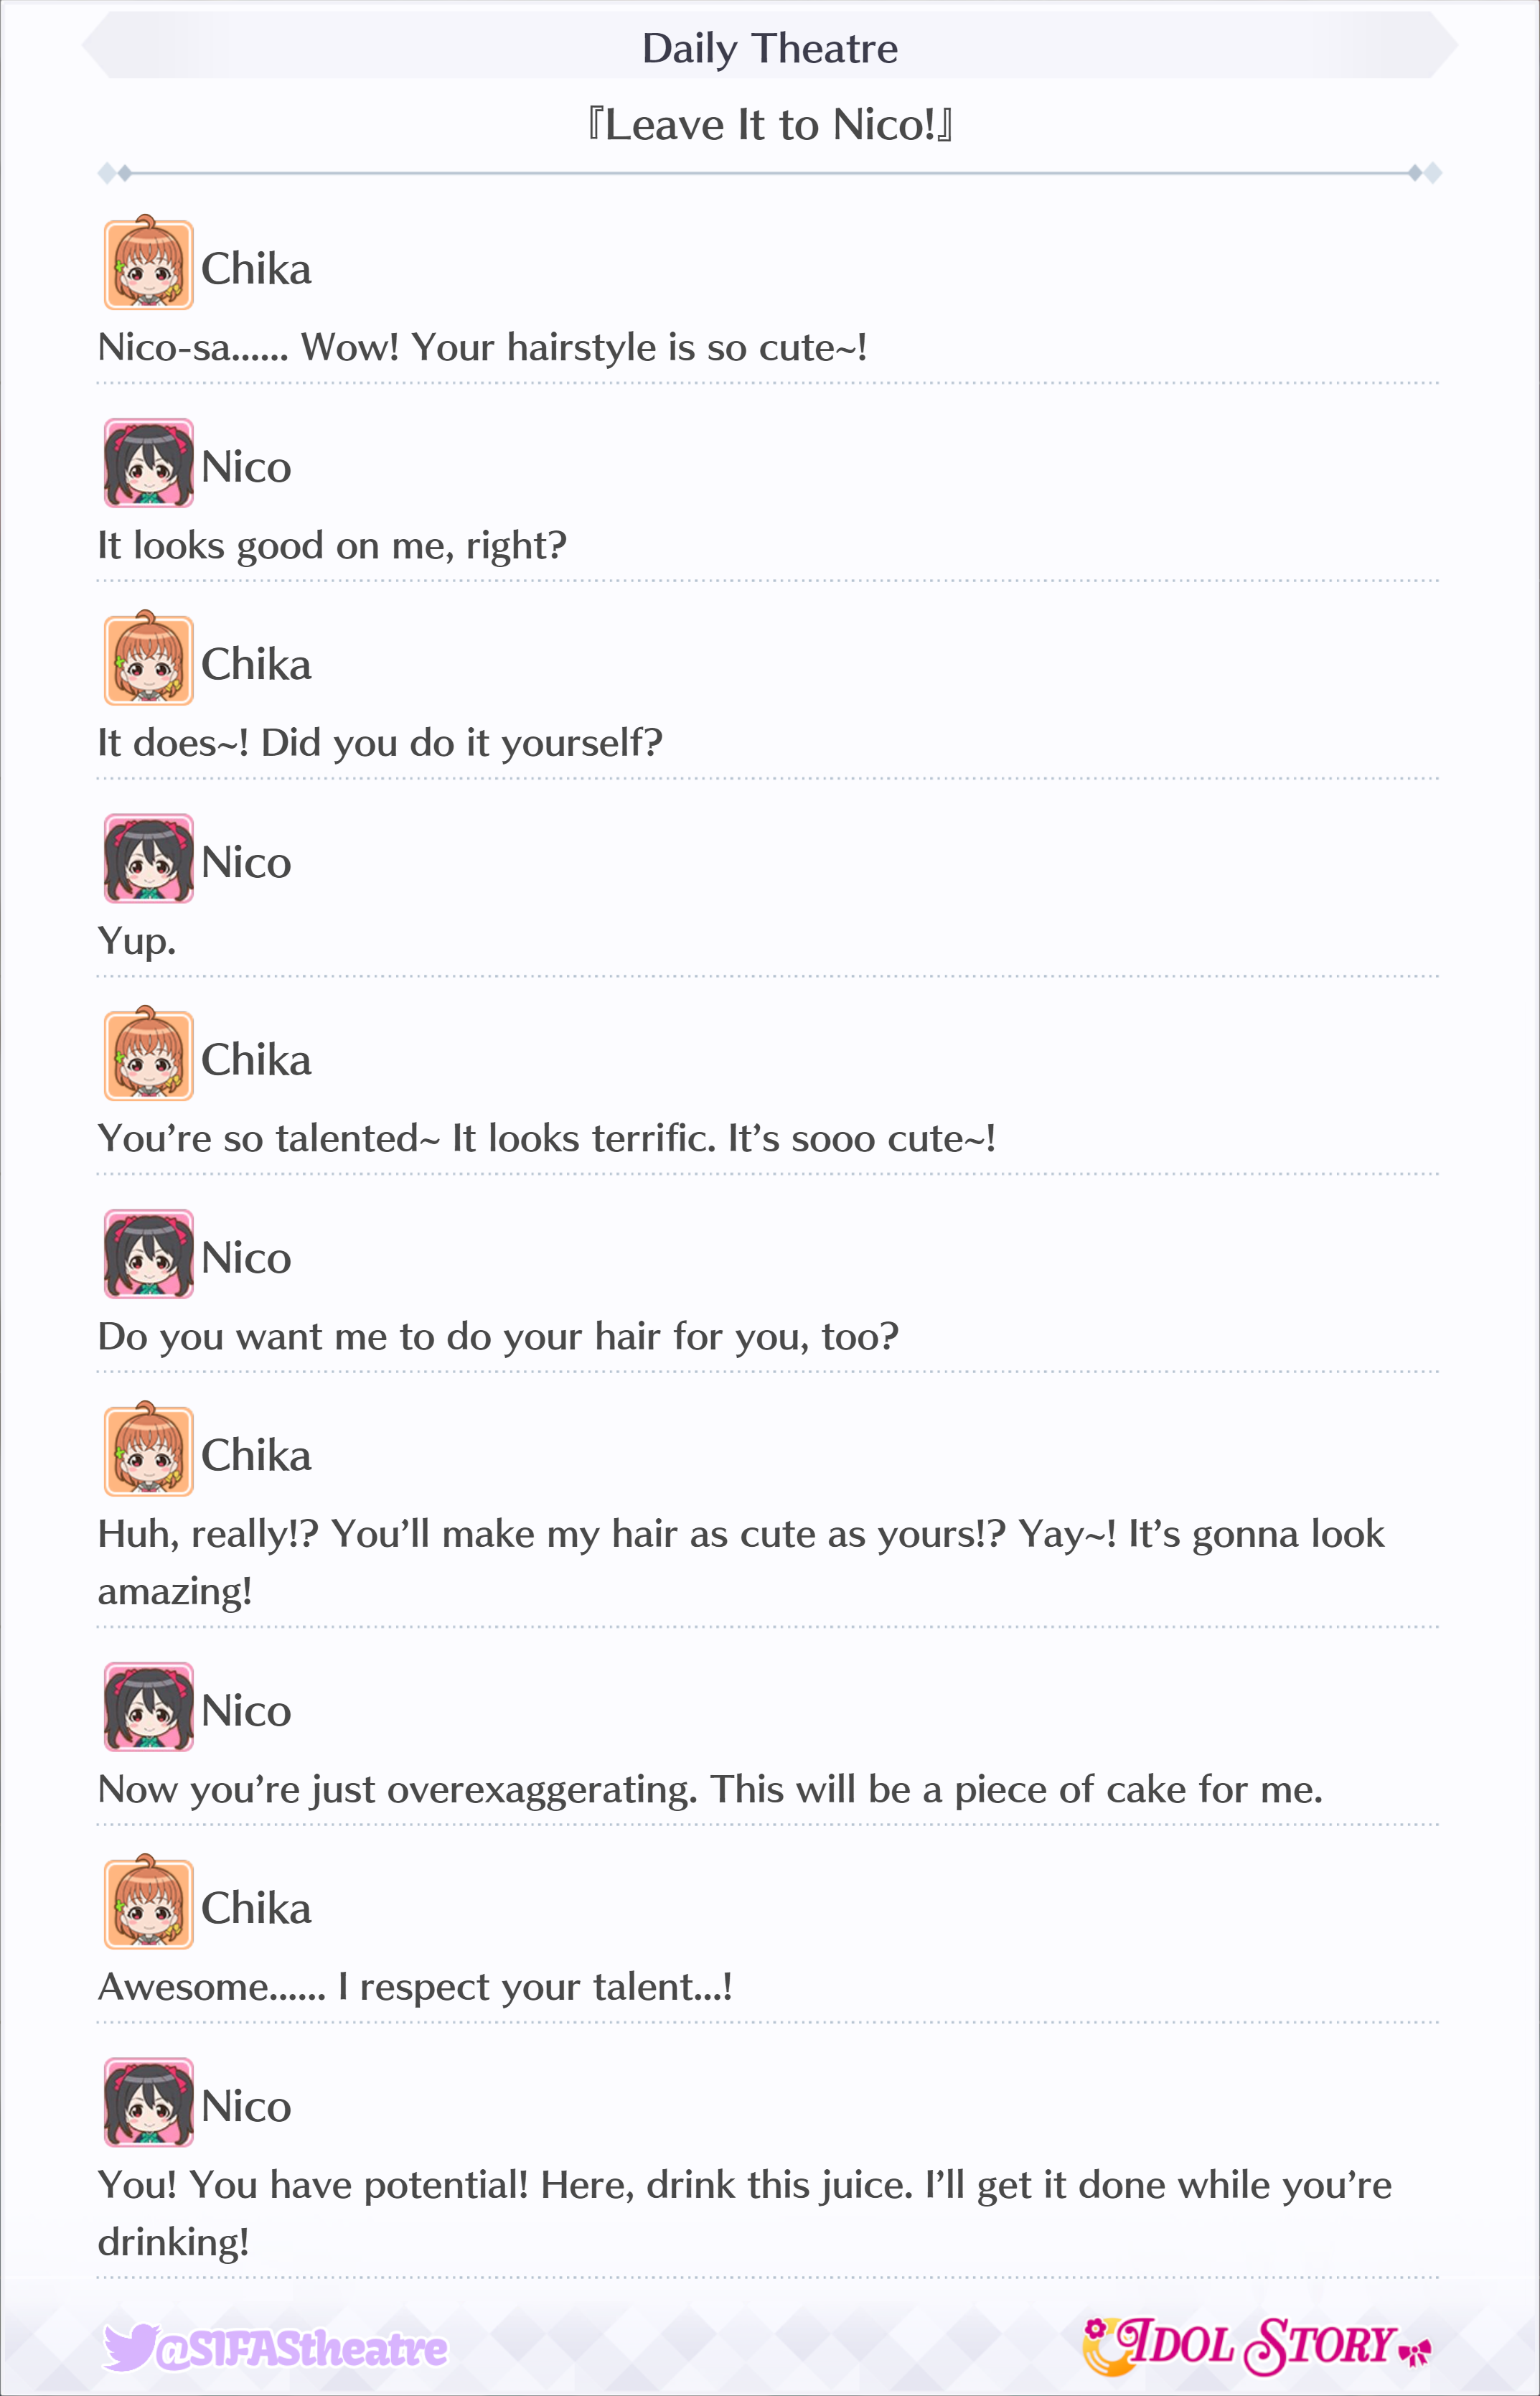 Daily Theatre
『Leave It to Nico!』
Chika
Nico-sa...... Wow! Your hairstyle is so cute~!
Nico
It looks good on me, right?
Chika
It does~! Did you do it yourself?
Nico
Yup.
Chika
You’re so talented~ It looks terrific. It’s sooo cute~!
Nico
Do you want me to do your hair for you, too?
Chika
Huh, really!? You’ll make my hair as cute as yours!? Yay~! It’s gonna look
amazing!
Nico
Now you’re just overexaggerating. This will be a piece of cake for me.
Chika
Awesome...... I respect your talent...!
Nico
You! You have potential! Here, drink this juice. I’ll get it done while you’re
drinking!
@SIFAStheatre
IDOL STORY